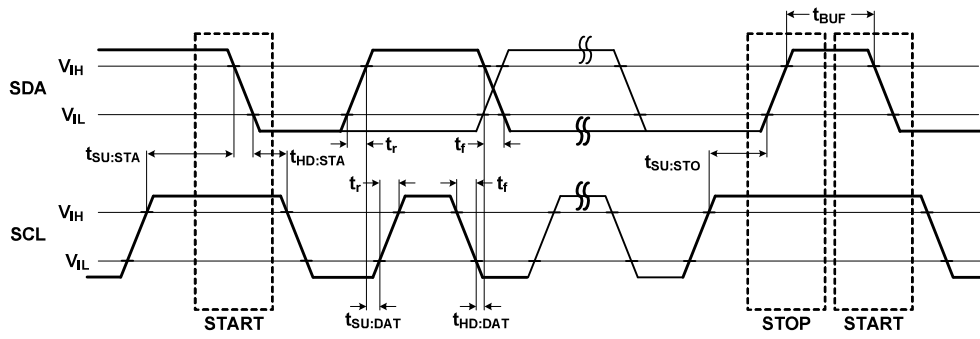 tBUF
VIH
SDA
VIL
tSU:STA
tHD:STA
tr
tf
tSU:STO
tr
tf
VIH
SCL
VIL
tSU:DAT
tHD:DAT
START
STOP
START